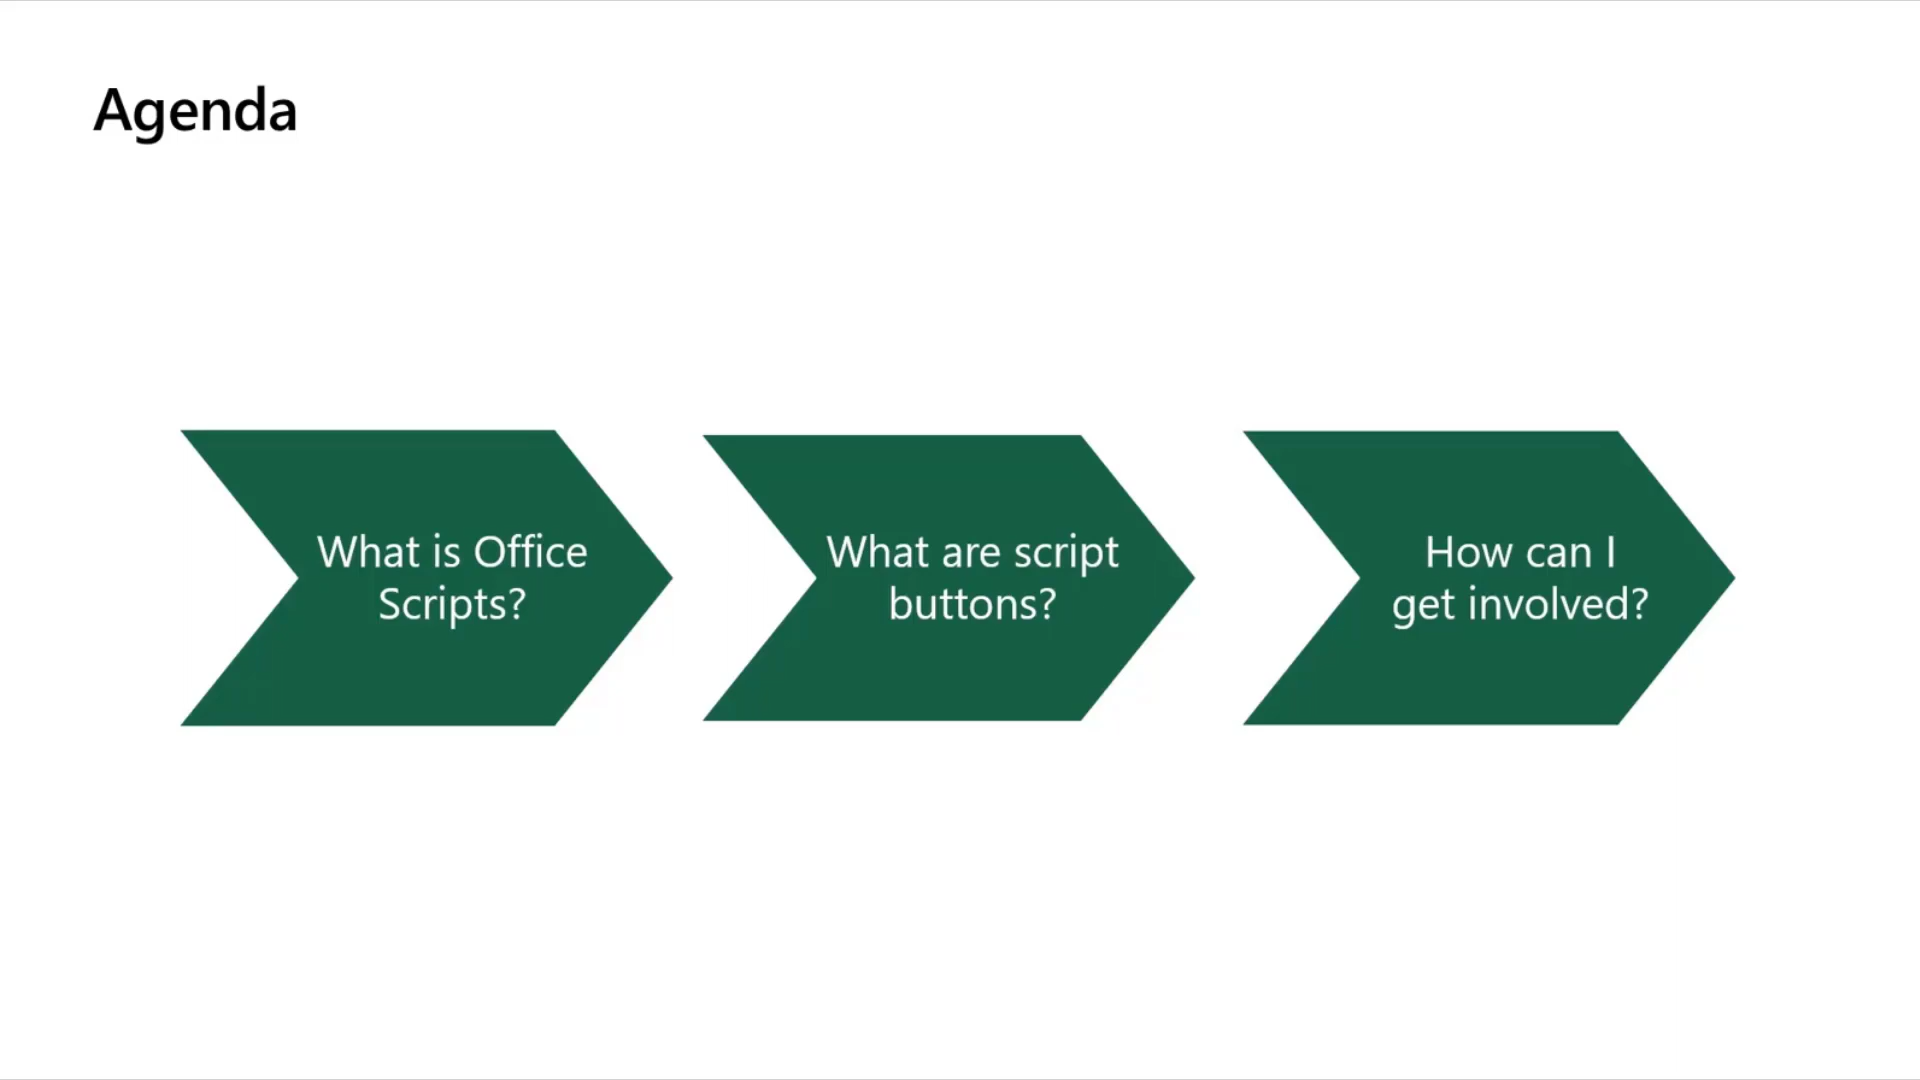 Agenda
What is Office
Scripts?
What are script
buttons?
How can I
get involved?